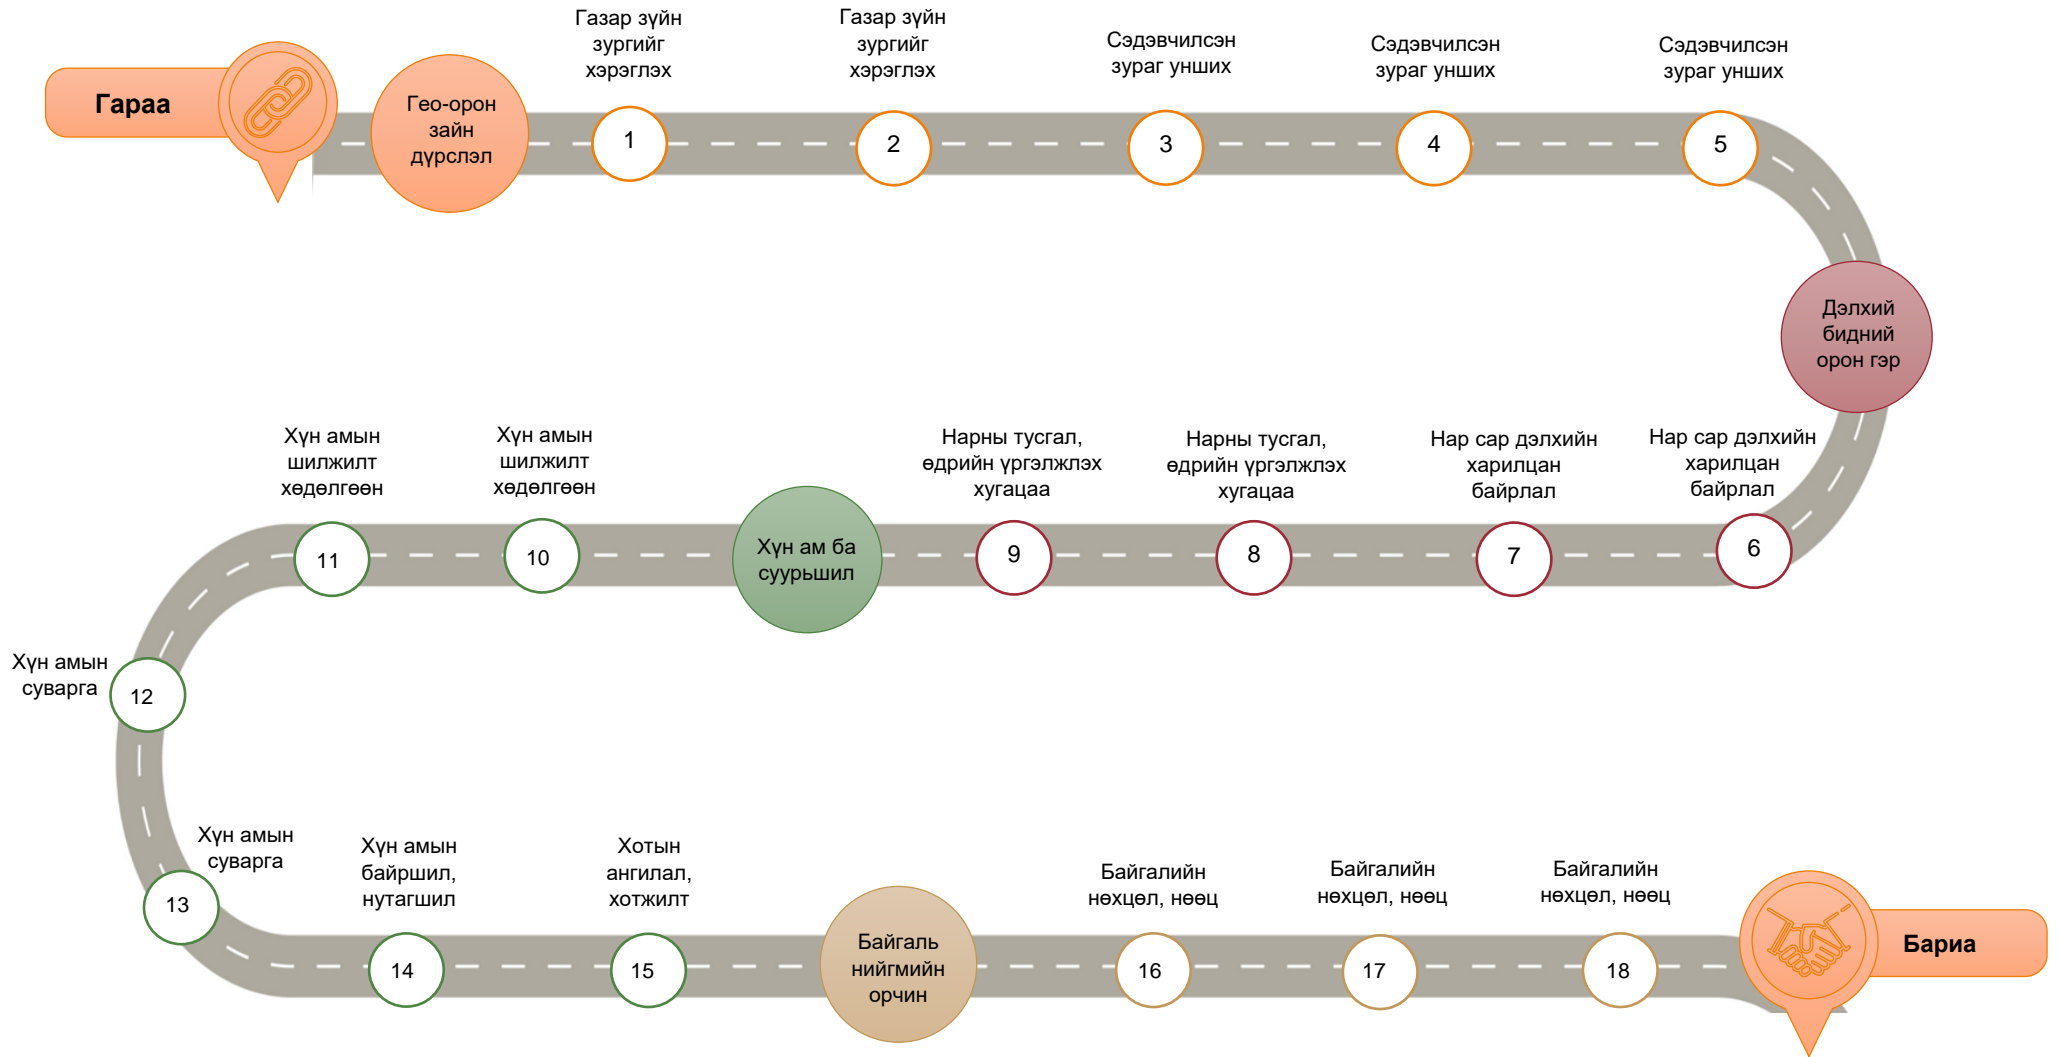 Гараа
Гео-орон
зайн
дүрслэл
Газар зүйн
зургийг
хэрэглэх
1
Газар зүйн
зургийг
хэрэглэх
2
Сэдэвчилсэн
зураг унших
3
Сэдэвчилсэн
зураг унших
4
Сэдэвчилсэн
зураг унших
5
Дэлхий
бидний
орон гэр
Нар сар дэлхийн
харилцан
байрлал
6
Нар сар дэлхийн
харилцан
байрлал
7
Нарны тусгал,
өдрийн үргэлжлэх
хугацаа
8
Нарны тусгал,
өдрийн үргэлжлэх
хугацаа
9
Хүн ам ба
суурьшил
Хүн амын
шилжилт
хөдөлгөөн
10
Хүн амын
шилжилт
хөдөлгөөн
11
Хүн амын
суварга
12
Хүн амын
суварга
13
Хүн амын
байршил,
нутагшил
14
Хотын
ангилал,
хотжилт
15
Байгаль
нийгмийн
орчин
Байгалийн
нөхцөл, нөөц
16
Байгалийн
нөхцөл, нөөц
17
Байгалийн
нөхцөл, нөөц
18
Бариа